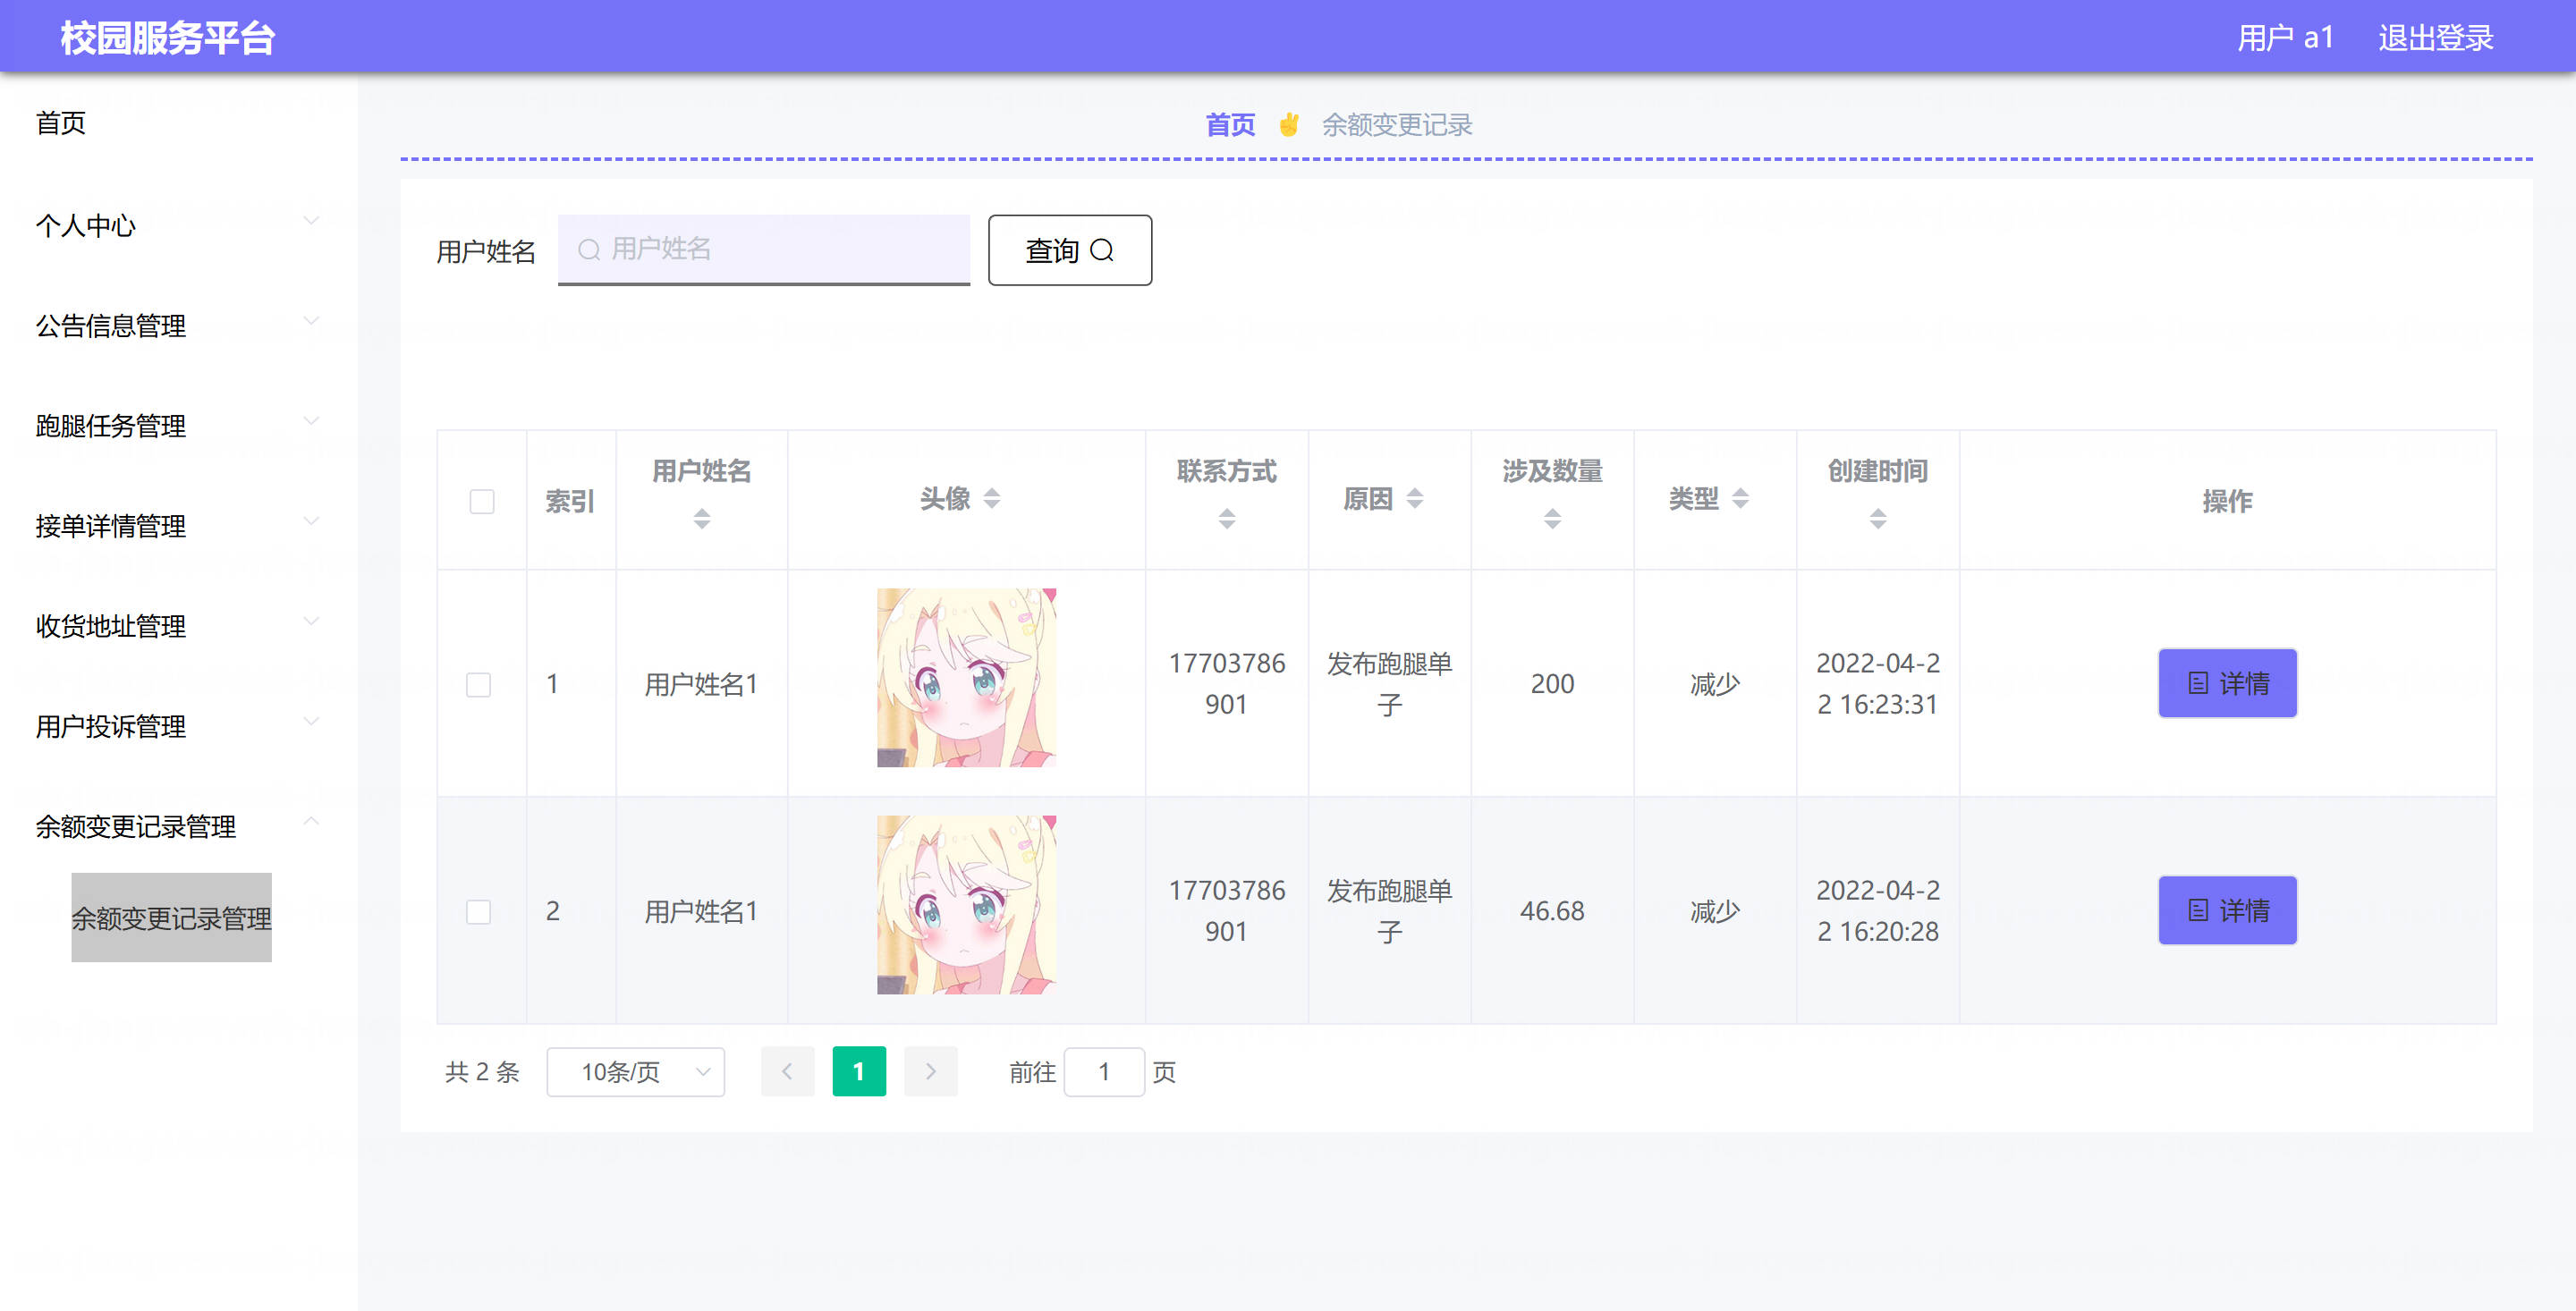 校园服务平台
用户 a1 退出登录
首页
个人中心
公告信息管理
跑腿任务管理
接单详情管理
收货地址管理
用户投诉管理
余额变更记录管理
余额变更记录管理
首页 余额变更记录
用户姓名 用户姓名 查询
索引 用户姓名 头像 联系方式 原因 涉及数量 类型 创建时间 操作
1 用户姓名1 17703786 发布跑腿单 200 减少 2022-04-2 详情
901 子 2 16:23:31
2 用户姓名1 17703786 发布跑腿单 46.68 减少 2022-04-2 详情
901 子 2 16:20:28
共 2 条 10条/页 1 前往 1 页